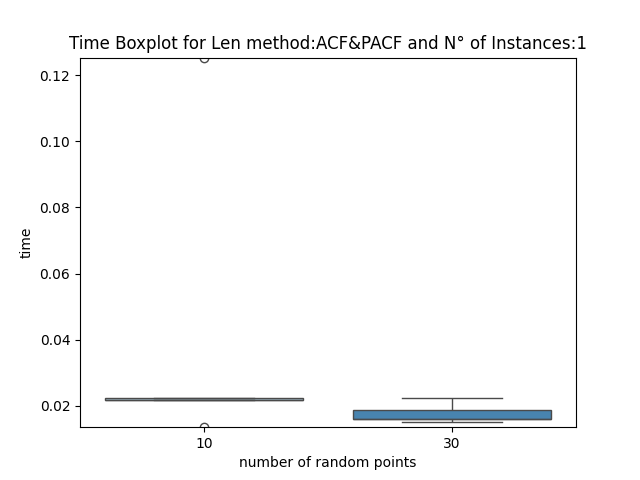 Time Boxplot for Len method:ACF&PACF and N° of Instances:1
0.12
0.10
0.08
0.06
0.04
0.02
time
10 30
number of random points